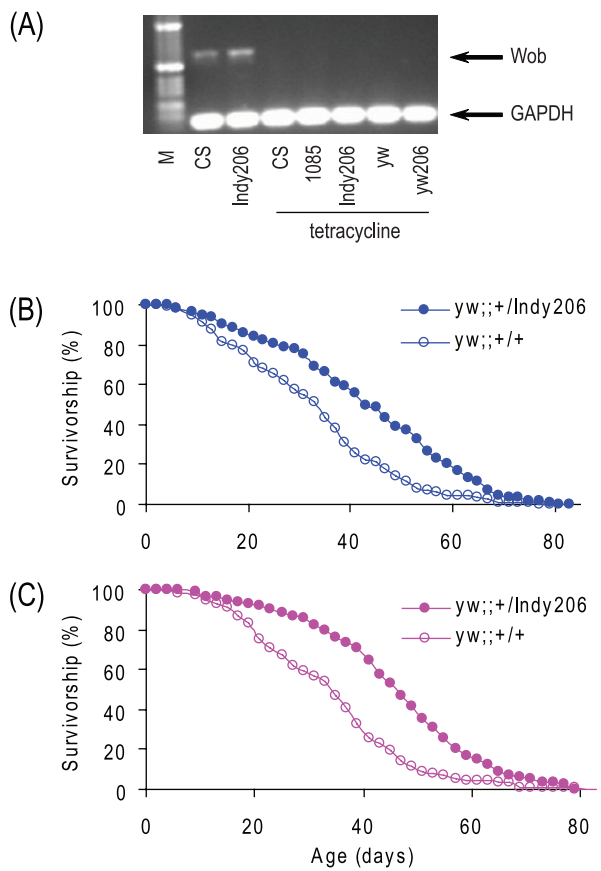 (A)
Wob
GAPDH
M
CS
Indy206
CS
1085
Indy206
yw
yw206
tetracycline
(B)
100
80
60
40
20
0
Survivorship (%)
yw;;+/Indy206
yw;;+/+
0 20 40 60 80
(C)
100
80
60
40
20
0
Survivorship (%)
yw;;+/Indy206
yw;;+/+
0 20 40 60 80
Age (days)